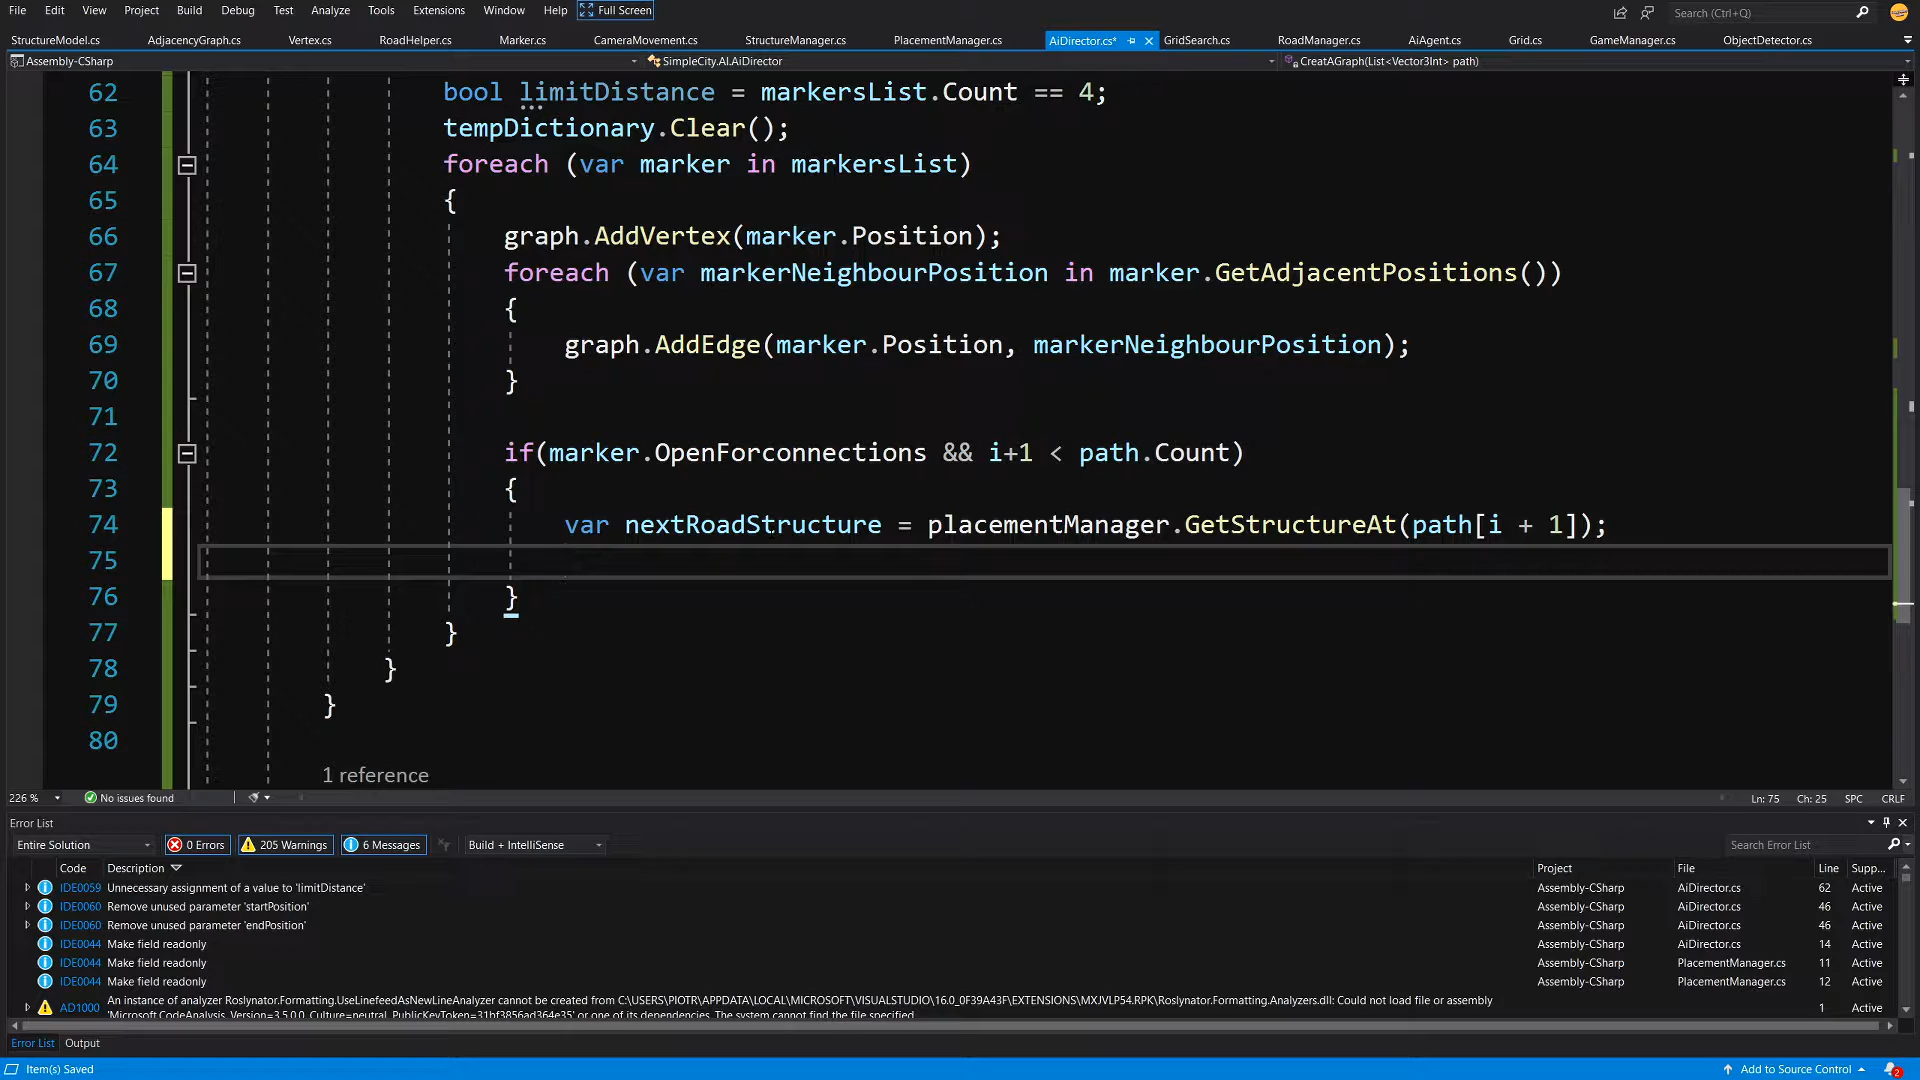 File Edit View Project Build Debug Test Analyze Tools Extensions Window Help Full Screen Search (Ctrl+Q)
StructureModel.cs AdjacencyGraph.cs Vertex.cs RoadHelper.cs Marker.cs CameraMovement.cs StructureManager.cs PlacementManager.cs AiDirector.cs* GridSearch.cs RoadManager.cs AiAgent.cs Grid.cs GameManager.cs ObjectDetector.cs
Assembly-CSharp SimpleCity.AI.AiDirector CreatAGraph(List<Vector3Int> path)
62 bool limitDistance = markersList.Count == 4;
63 tempDictionary.Clear();
64 foreach (var marker in markersList)
65 {
66 graph.AddVertex(marker.Position);
67 foreach (var markerNeighbourPosition in marker.GetAdjacentPositions())
68 {
69 graph.AddEdge(marker.Position, markerNeighbourPosition);
70 }
71
72 if(marker.OpenForconnections && i+1 < path.Count)
73 {
74 var nextRoadStructure = placementManager.GetStructureAt(path[i + 1]);
75
76 }
77 }
78 }
79 }
80
1 reference
226 % No issues found Ln: 75 Ch: 25 SPC CRLF
Error List
Entire Solution 0 Errors 205 Warnings 6 Messages Build + IntelliSense Search Error List
Code Description Project File Line Supp...
IDE0059 Unnecessary assignment of a value to 'limitDistance' Assembly-CSharp AiDirector.cs 62 Active
IDE0060 Remove unused parameter 'startPosition' Assembly-CSharp AiDirector.cs 46 Active
IDE0060 Remove unused parameter 'endPosition' Assembly-CSharp AiDirector.cs 46 Active
IDE0044 Make field readonly Assembly-CSharp AiDirector.cs 14 Active
IDE0044 Make field readonly Assembly-CSharp PlacementManager.cs 11 Active
IDE0044 Make field readonly Assembly-CSharp PlacementManager.cs 12 Active
AD1000 An instance of analyzer Roslynator.Formatting.UseLinefeedAsNewLineAnalyzer cannot be created from C:\USERS\PIOTR\APPDATA\LOCAL\MICROSOFT\VISUALSTUDIO\16.0_0F39A43F\EXTENSIONS\MXJVLP54.RPK\Roslynator.Formatting.Analyzers.dll: Could not load file or assembly Assembly-CSharp 1 Active
'Microsoft.CodeAnalysis, Version=3.5.0.0, Culture=neutral, PublicKeyToken=31bf3856ad364e35' or one of its dependencies. The system cannot find the file specified
Error List Output
Item(s) Saved Add to Source Control 2